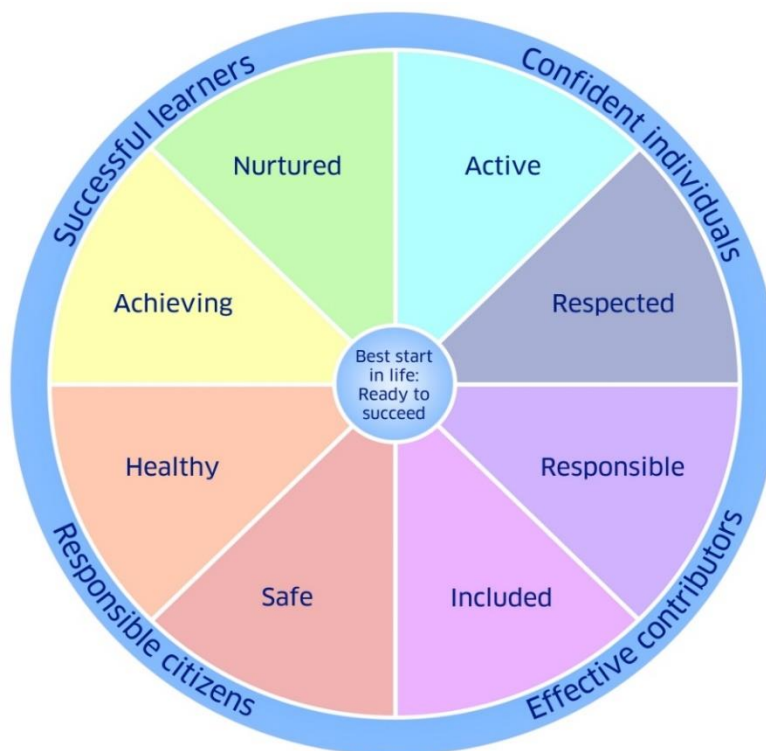 Successful learners
Confident individuals
Nurtured
Active
Achieving
Respected
Best start
in life:
Ready to
succeed
Healthy
Responsible
Safe
Included
Responsible citizens
Effective contributors